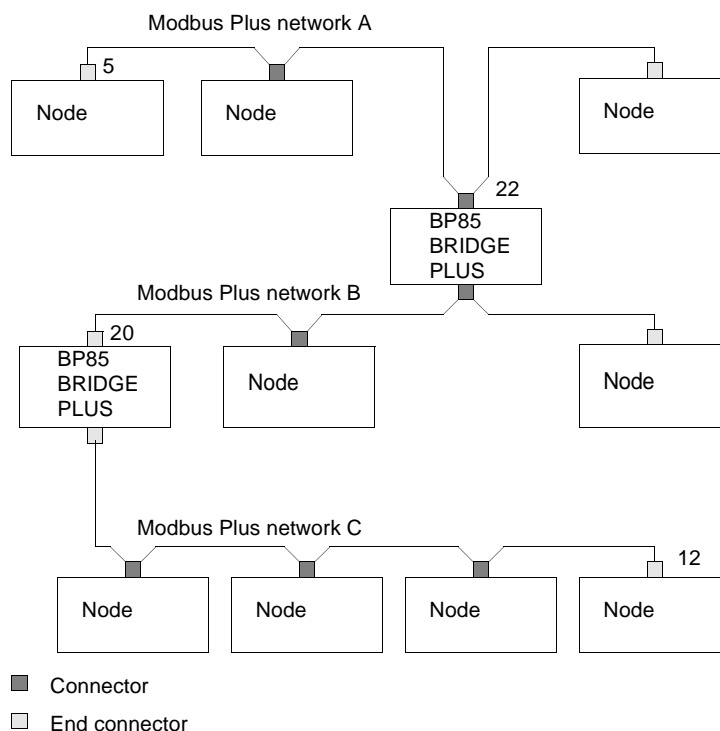 Modbus Plus network A
5
Node
Node
Node
22
BP85
BRIDGE
PLUS
Modbus Plus network B
20
BP85
BRIDGE
PLUS
Node
Node
Modbus Plus network C
12
Node
Node
Node
Node
Connector
End connector